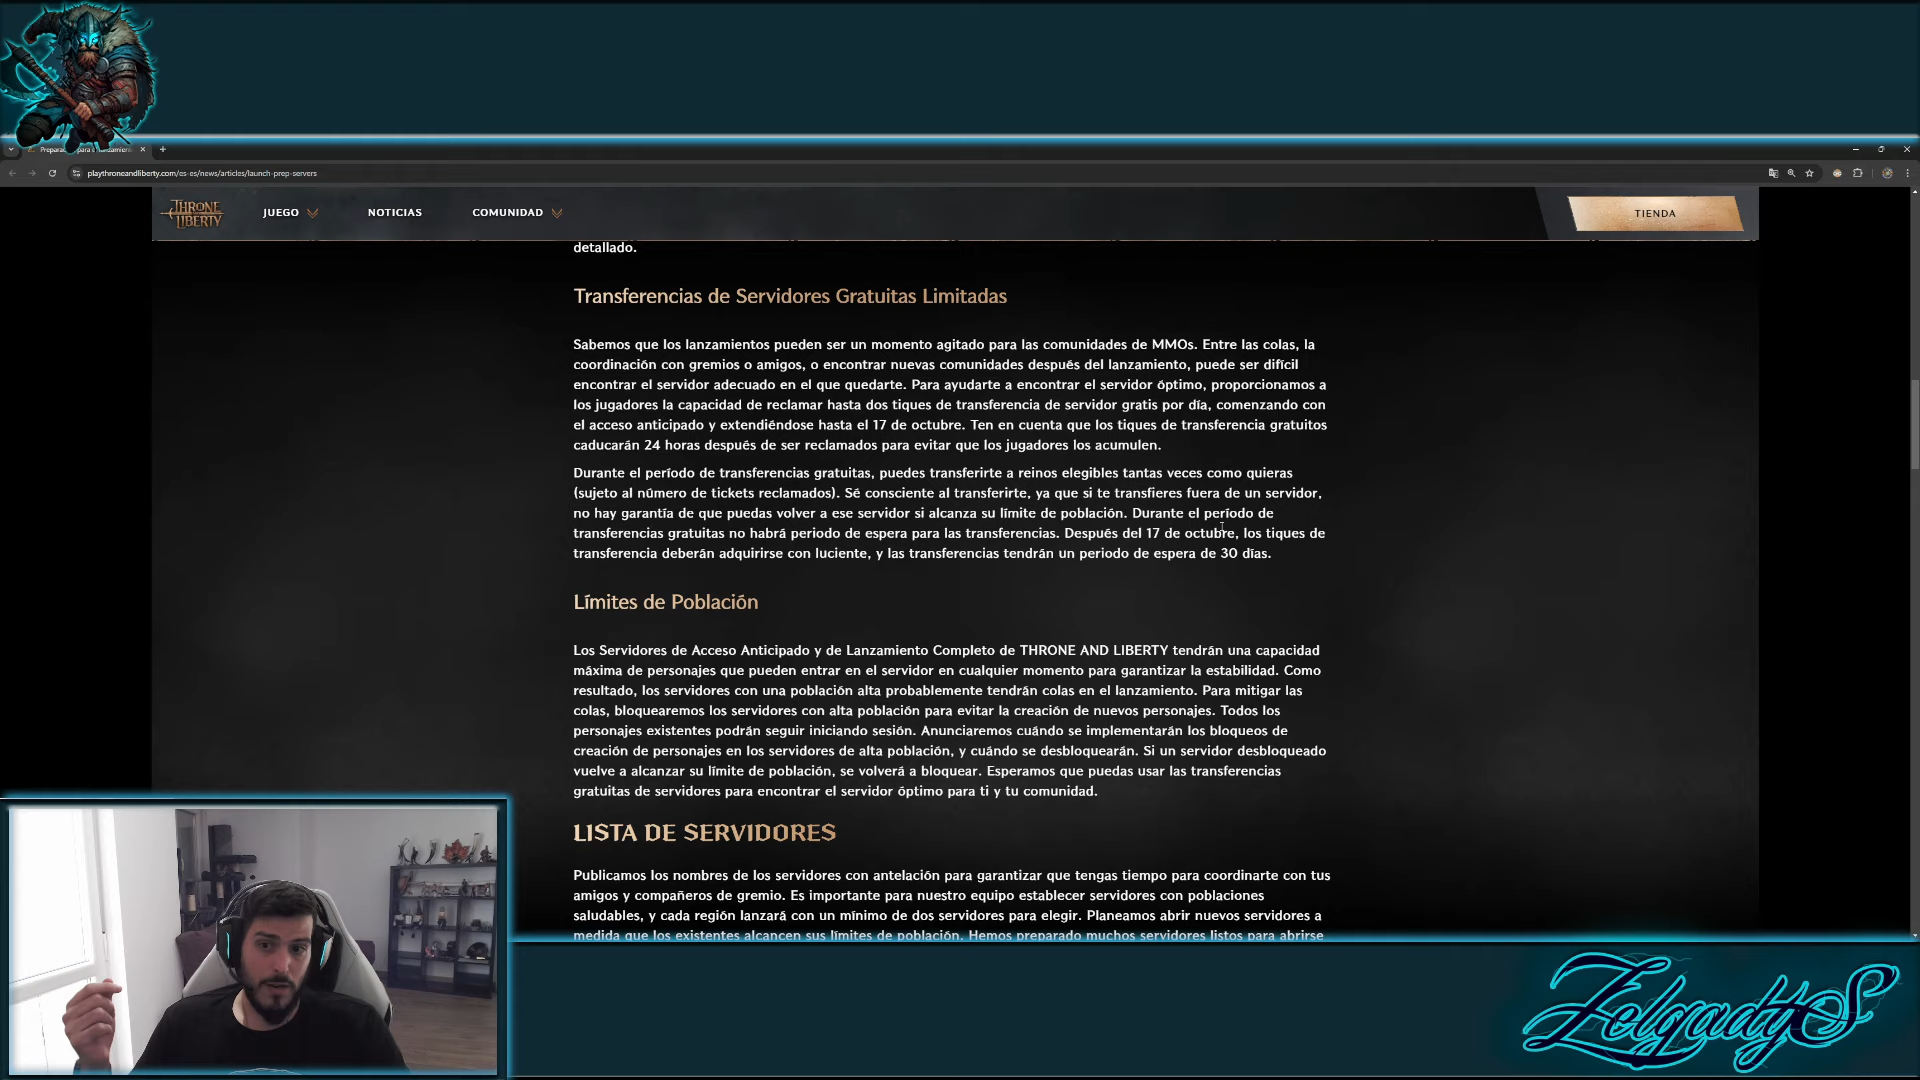 Prepara
para e
lanzamien
playthroneandliberty.com/es-es/news/articles/launch-prep-servers
THRONE
LIBERTY
JUEGO
NOTICIAS
COMUNIDAD
TIENDA
detallado.
Transferencias de Servidores Gratuitas Limitadas
Sabemos que los lanzamientos pueden ser un momento agitado para las comunidades de MMOs. Entre las colas, la
coordinación con gremios o amigos, o encontrar nuevas comunidades después del lanzamiento, puede ser difícil
encontrar el servidor adecuado en el que quedarte. Para ayudarte a encontrar el servidor óptimo, proporcionamos a
los jugadores la capacidad de reclamar hasta dos tiques de transferencia de servidor gratis por día, comenzando con
el acceso anticipado y extendiéndose hasta el 17 de octubre. Ten en cuenta que los tiques de transferencia gratuitos
caducarán 24 horas después de ser reclamados para evitar que los jugadores los acumulen.
Durante el período de transferencias gratuitas, puedes transferirte a reinos elegibles tantas veces como quieras
(sujeto al número de tickets reclamados). Sé consciente al transferirte, ya que si te transfieres fuera de un servidor,
no hay garantía de que puedas volver a ese servidor si alcanza su límite de población. Durante el período de
transferencias gratuitas no habrá periodo de espera para las transferencias. Después del 17 de octubre, los tiques de
transferencia deberán adquirirse con luciente, y las transferencias tendrán un periodo de espera de 30 días.
Límites de Población
Los Servidores de Acceso Anticipado y de Lanzamiento Completo de THRONE AND LIBERTY tendrán una capacidad
máxima de personajes que pueden entrar en el servidor en cualquier momento para garantizar la estabilidad. Como
resultado, los servidores con una población alta probablemente tendrán colas en el lanzamiento. Para mitigar las
colas, bloquearemos los servidores con alta población para evitar la creación de nuevos personajes. Todos los
personajes existentes podrán seguir iniciando sesión. Anunciaremos cuándo se implementarán los bloqueos de
creación de personajes en los servidores de alta población, y cuándo se desbloquearán. Si un servidor desbloqueado
vuelve a alcanzar su límite de población, se volverá a bloquear. Esperamos que puedas usar las transferencias
gratuitas de servidores para encontrar el servidor óptimo para ti y tu comunidad.
LISTA DE SERVIDORES
Publicamos los nombres de los servidores con antelación para garantizar que tengas tiempo para coordinarte con tus
amigos y compañeros de gremio. Es importante para nuestro equipo establecer servidores con poblaciones
saludables, y cada región lanzará con un mínimo de dos servidores para elegir. Planeamos abrir nuevos servidores a
medida que los existentes alcancen sus límites de población. Hemos preparado muchos servidores listos para abrirse
ZelgadyS